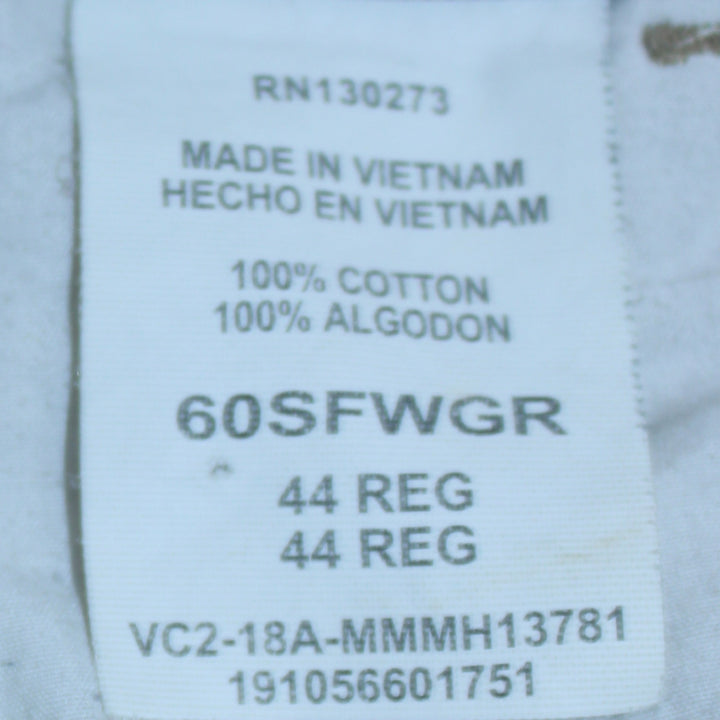 RN130273
MADE IN VIETNAM
HECHO EN VIETNAM
100% COTTON
100% ALGODON
60SFWGR
44 REG
44 REG
VC2-18A-MMMH13781
191056601751